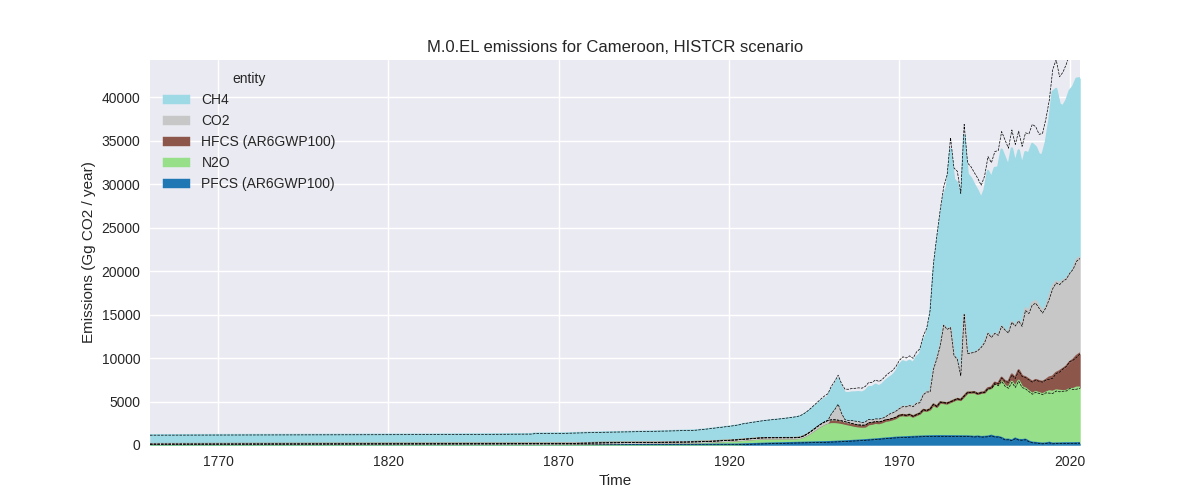 M.0.EL emissions for Cameroon, HISTCR scenario
entity
CH4
CO2
HFCS (AR6GWP100)
N2O
PFCS (AR6GWP100)
Emissions (Gg CO2 / year)
40000
35000
30000
25000
20000
15000
10000
5000
0
1770
1820
1870
1920
1970
2020
Time